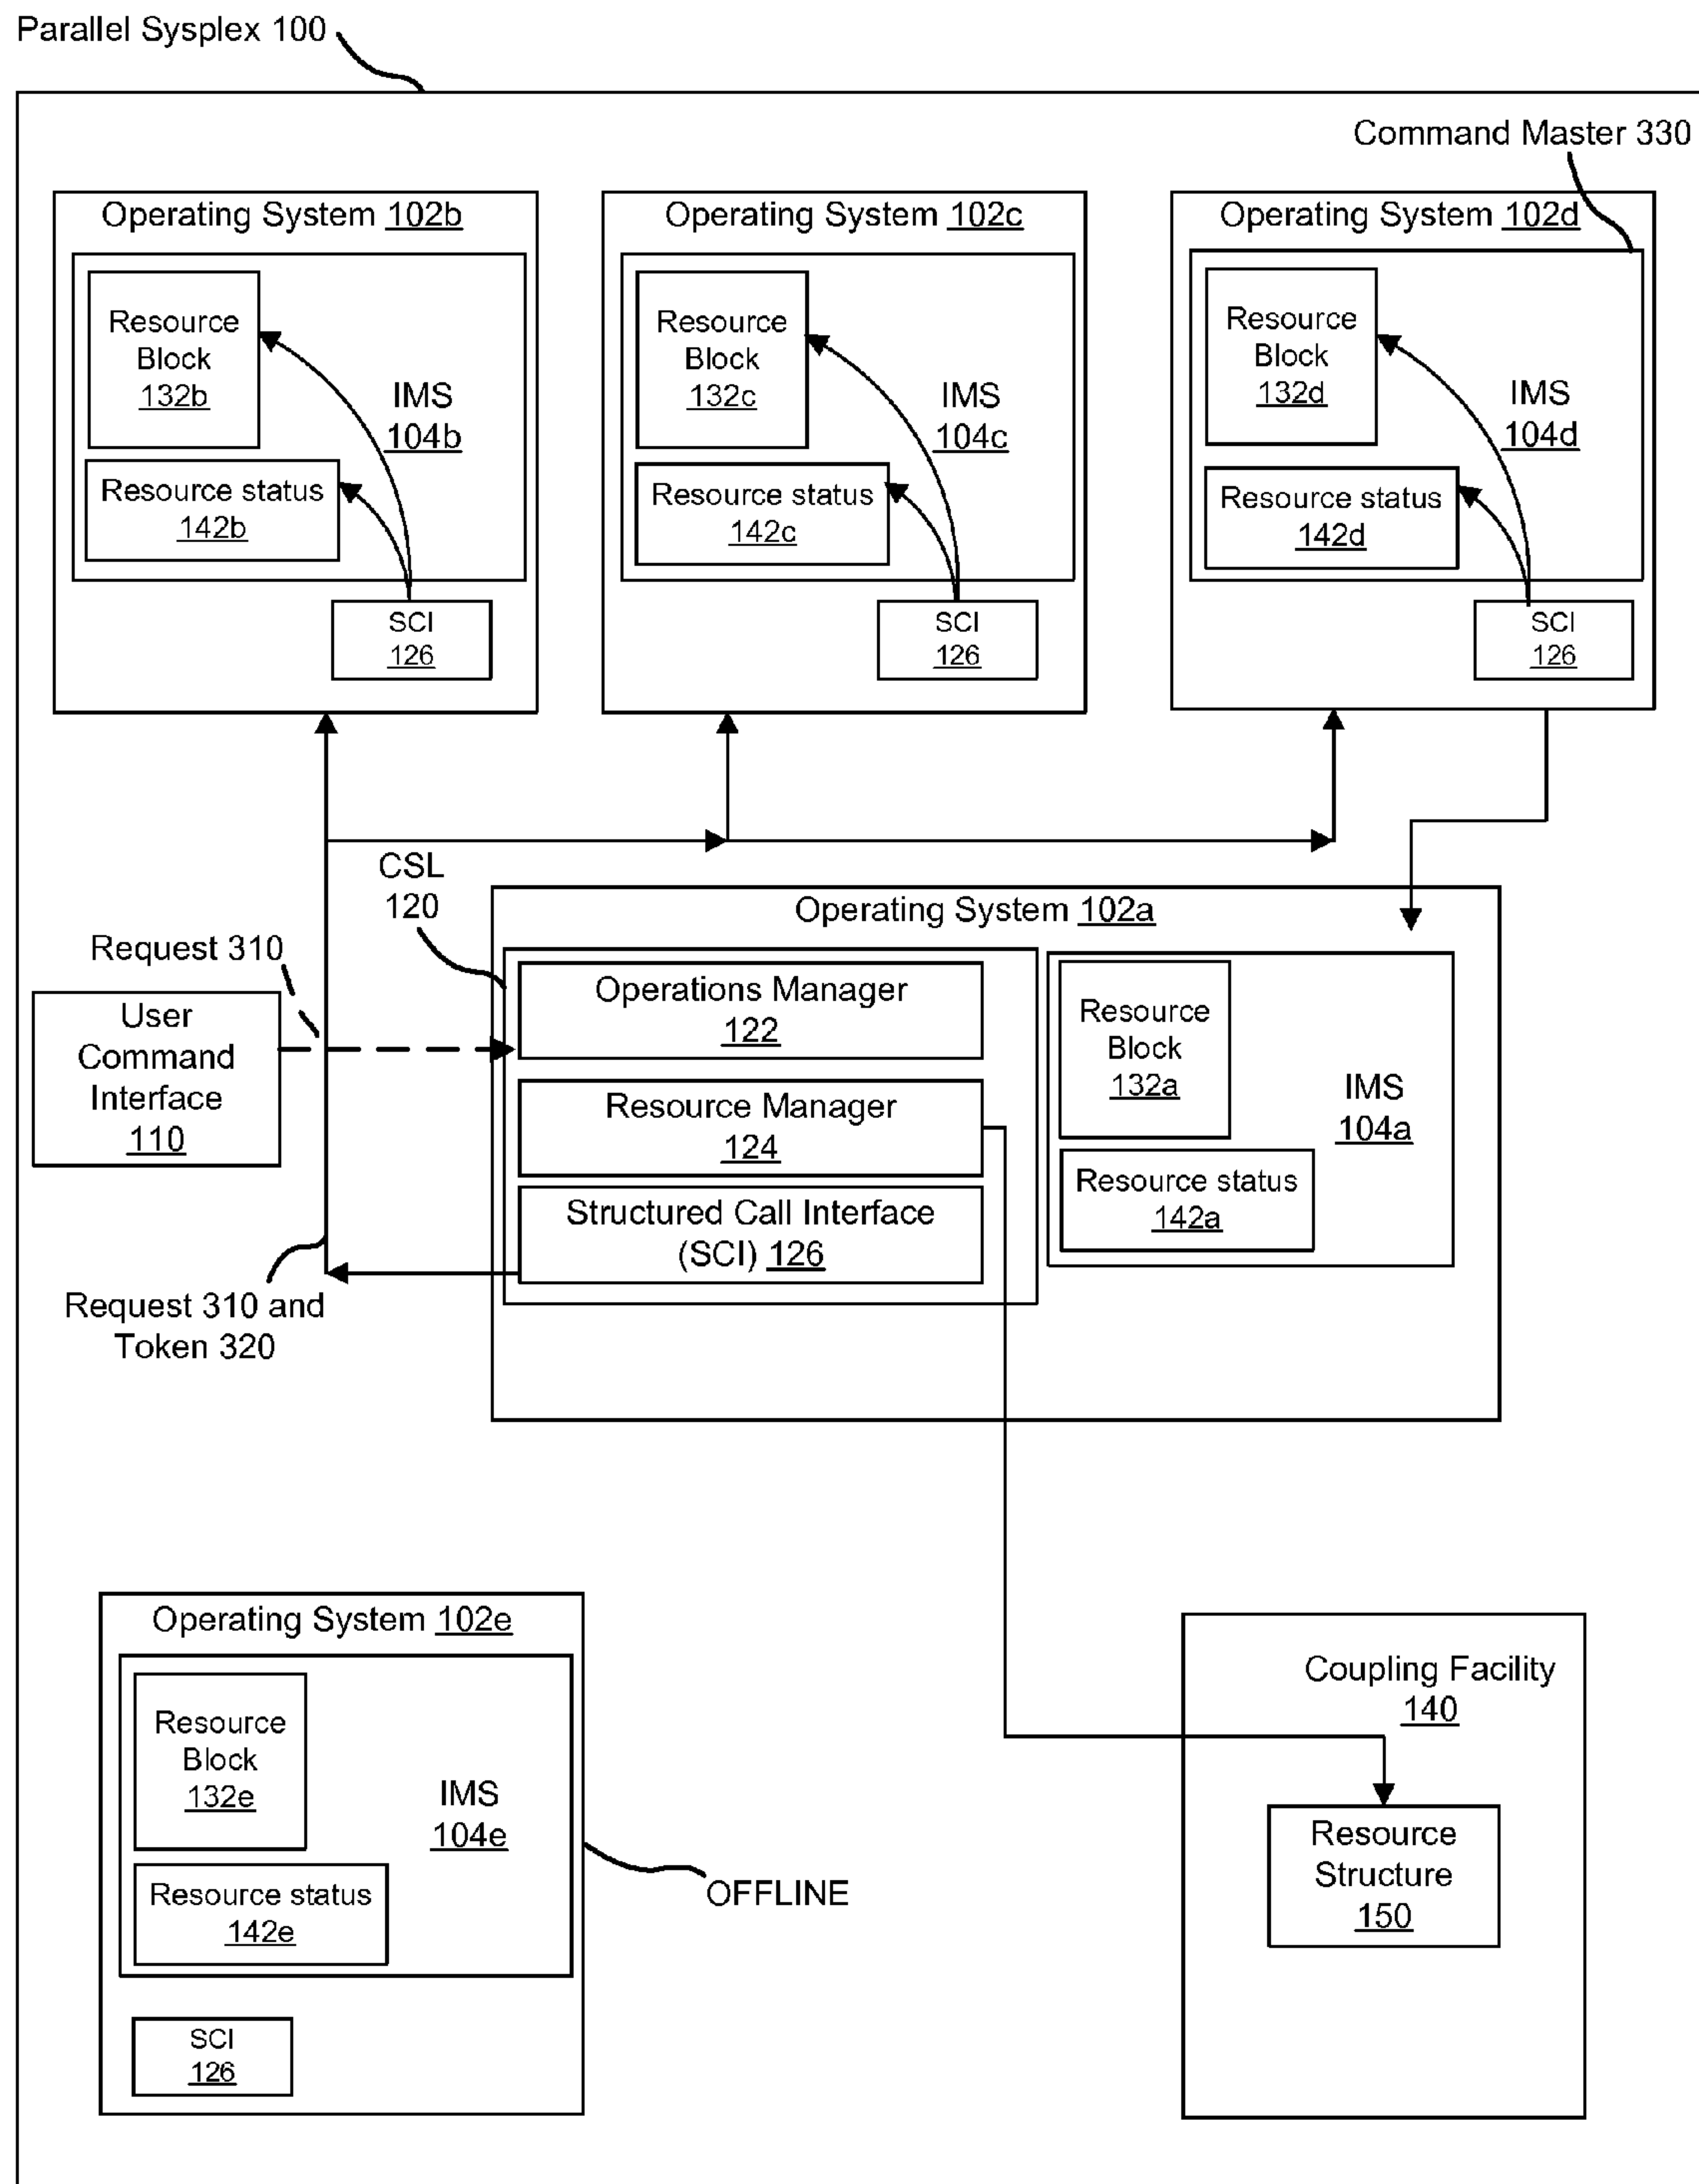 Parallel Sysplex 100
Command Master 330
Operating System 102b
Resource
Block
132b
IMS
104b
Resource status
142b
SCI
126
Operating System 102c
Resource
Block
132c
IMS
104c
Resource status
142c
SCI
126
Operating System 102d
Resource
Block
132d
IMS
104d
Resource status
142d
SCI
126
CSL
120
Request 310
User
Command
Interface
110
Request 310 and
Token 320
Operating System 102a
Operations Manager
122
Resource Manager
124
Structured Call Interface
(SCI) 126
Resource
Block
132a
IMS
104a
Resource status
142a
Operating System 102e
Resource
Block
132e
IMS
104e
Resource status
142e
SCI
126
OFFLINE
Coupling Facility
140
Resource
Structure
150